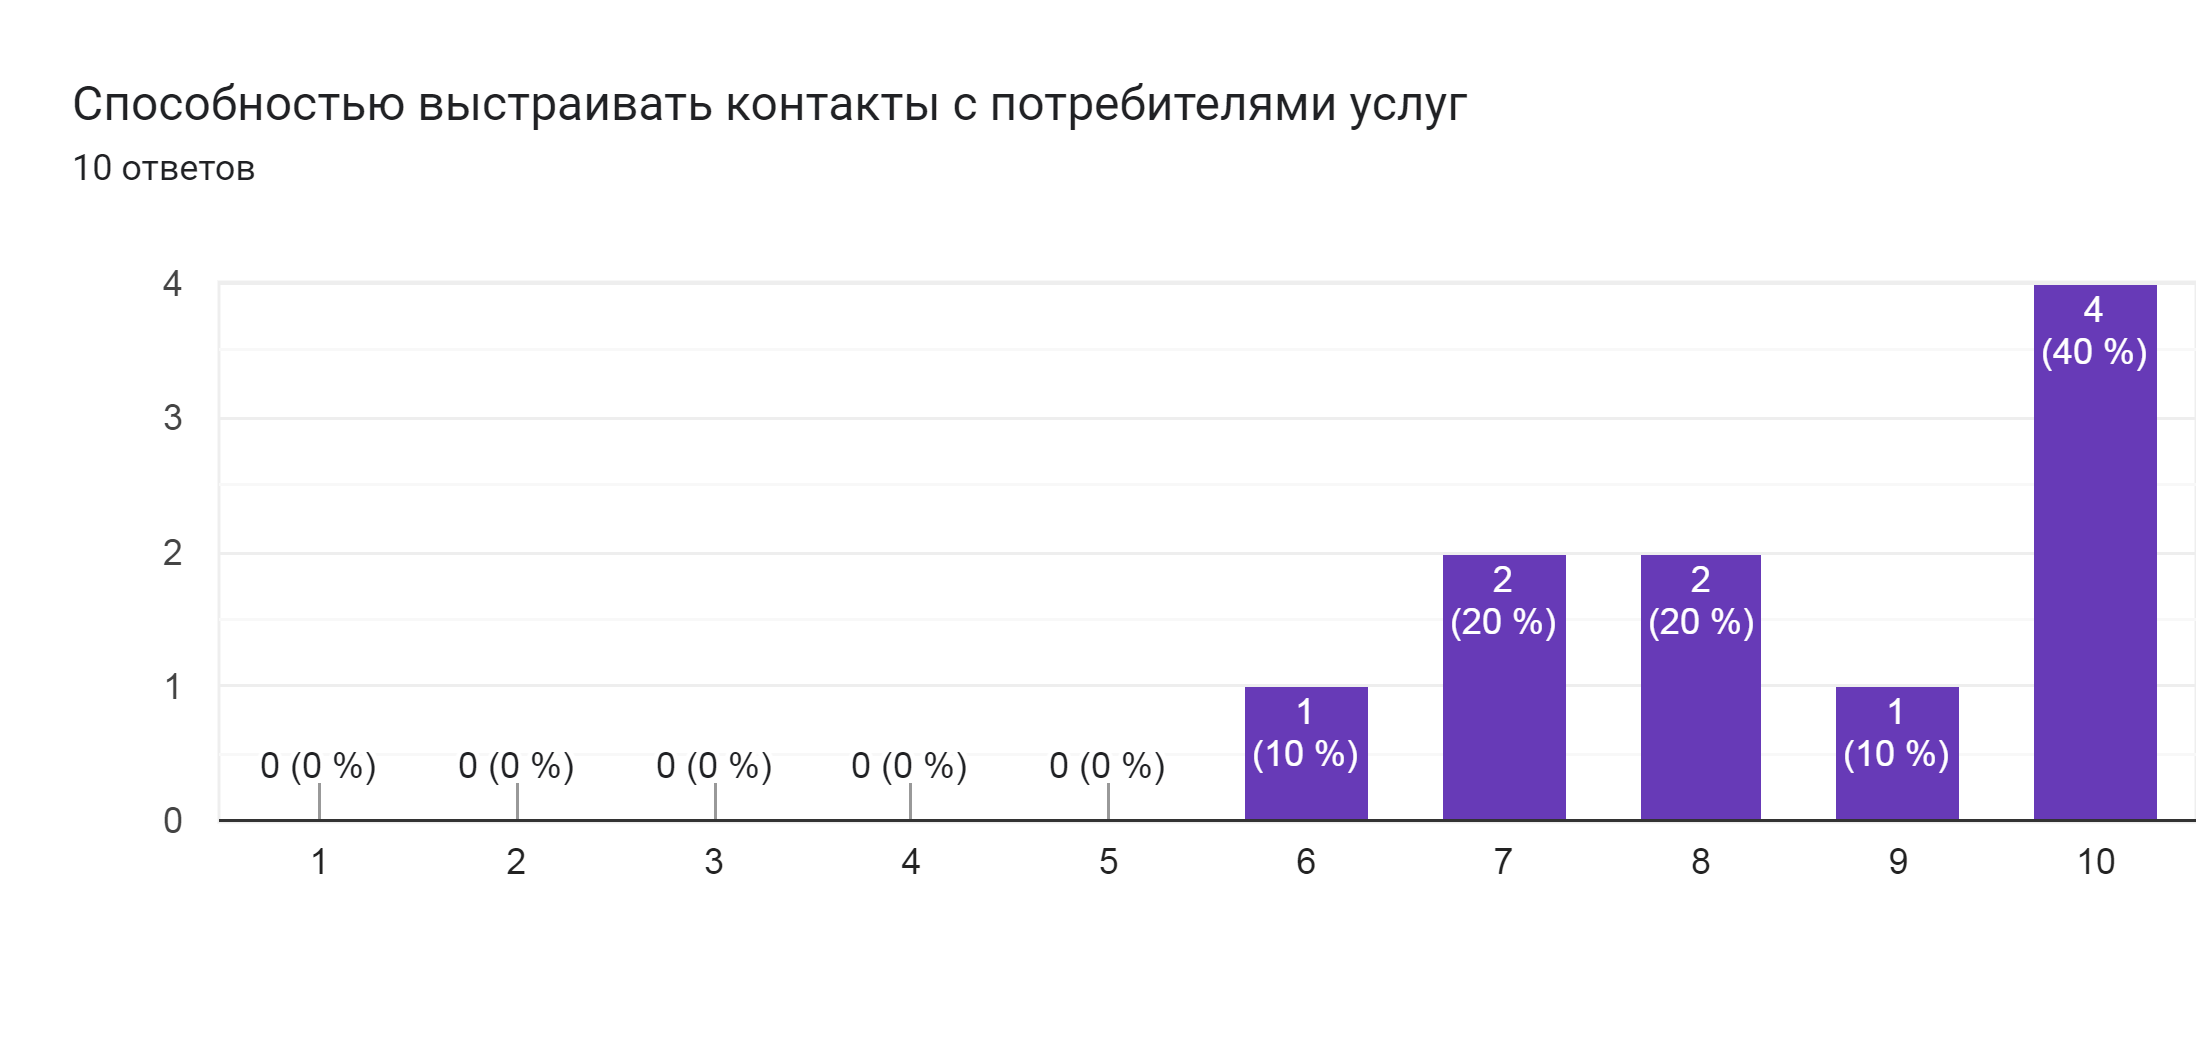 Способностью выстраивать контакты с потребителями услуг
10 ответов
4
3
2
1
0
0 (0 %)
0 (0 %)
0 (0 %)
0 (0 %)
0 (0 %)
1
(10 %)
2
(20 %)
2
(20 %)
1
(10 %)
4
(40 %)
1 2 3 4 5 6 7 8 9 10